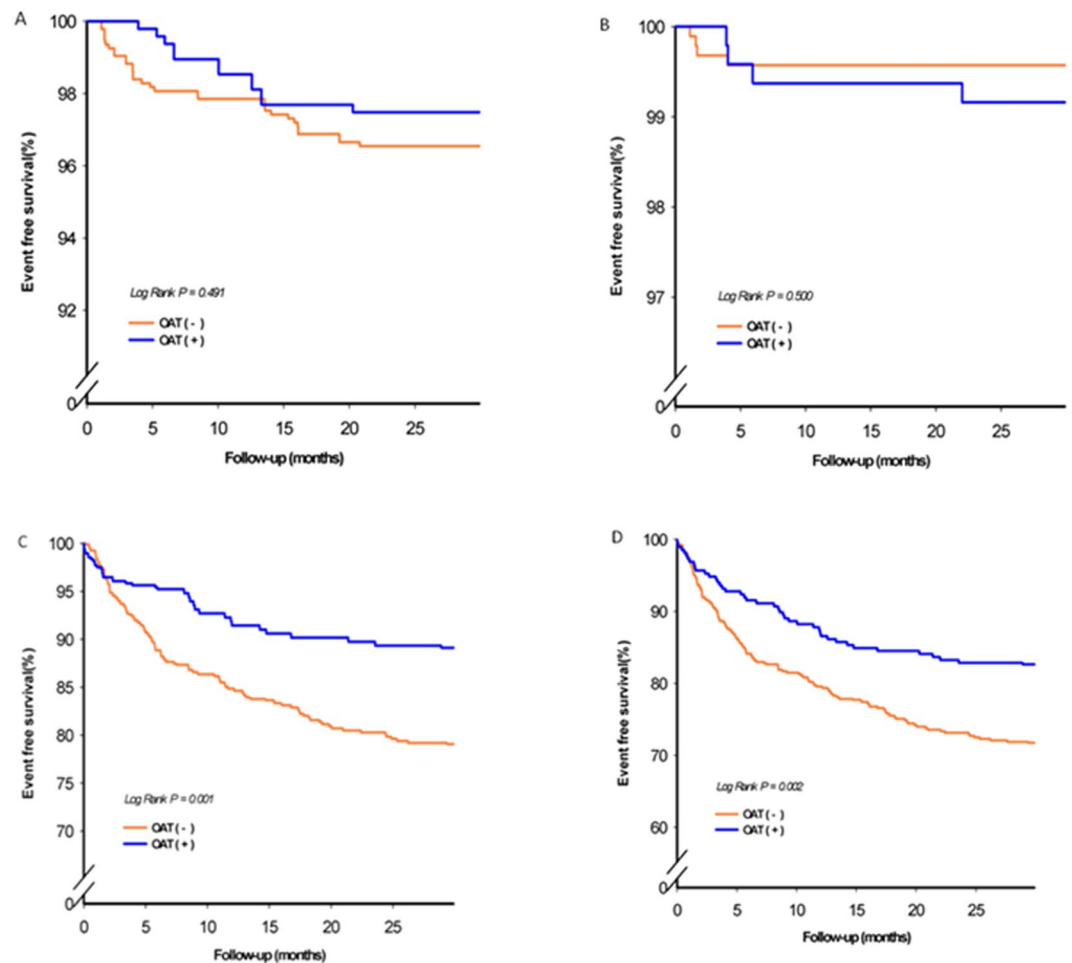 A
Event free survival(%)
100
98
96
94
92
0
Log Rank P = 0.491
OAT ( - )
OAT ( + )
0 5 10 15 20 25
Follow-up (months)
B
Event free survival(%)
100
99
98
97
0
Log Rank P = 0.500
OAT ( - )
OAT ( + )
0 5 10 15 20 25
Follow-up (months)
C
Event free survival(%)
100
95
90
85
80
75
70
0
Log Rank P = 0.001
OAT ( - )
OAT ( + )
0 5 10 15 20 25
Follow-up (months)
D
Event free survival(%)
100
90
80
70
60
0
Log Rank P = 0.002
OAT ( - )
OAT ( + )
0 5 10 15 20 25
Follow-up (months)